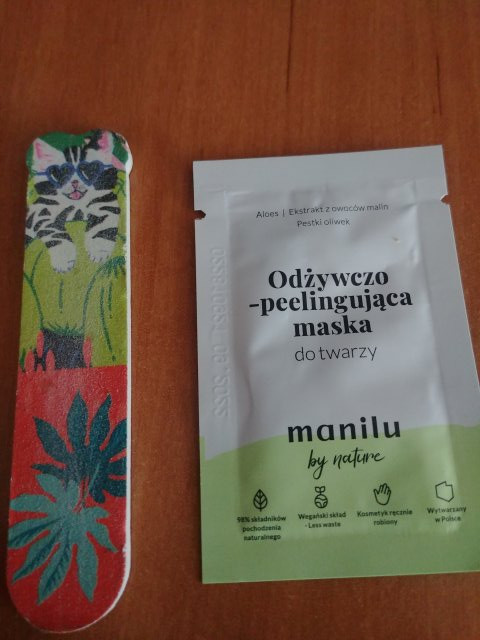 Aloes | Ekstrakt z owoców malin
Pestki oliwek
Odżywczo
-peelingująca
maska
do twarzy
manilu
by nature
98% składników
pochodzenia
naturalnego
Wegański skład
- Less waste
Kosmetyk ręcznie
robiony
Wytwarzany
w Polsce